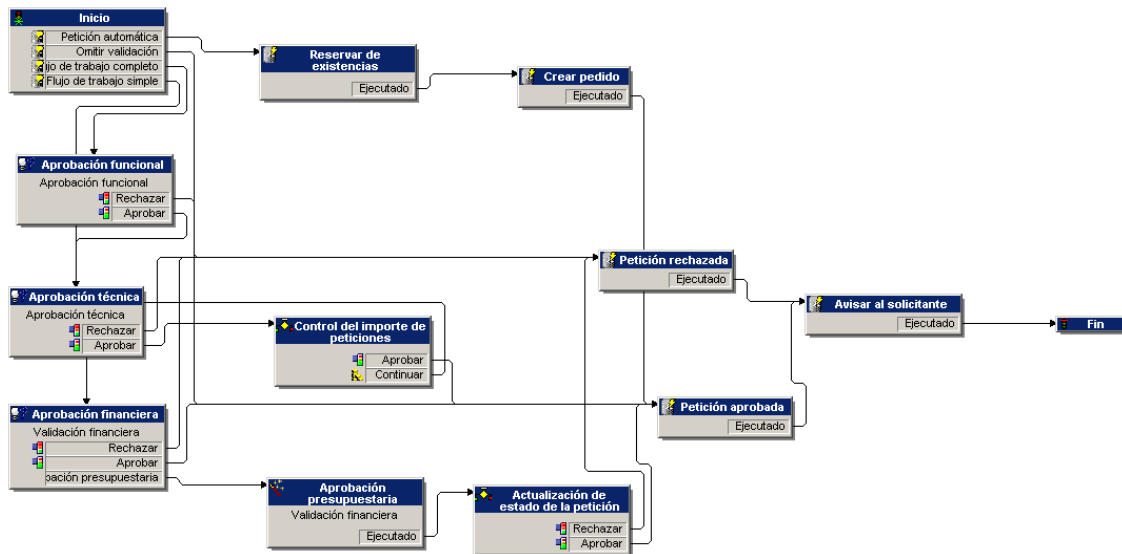 Inicio
Petición automática
Omitir validación
ujo de trabajo completo
Flujo de trabajo simple
Reservar de
existencias
Ejecutado
Crear pedido
Ejecutado
Aprobación funcional
Aprobación funcional
Rechazar
Aprobar
Petición rechazada
Ejecutado
Aprobación técnica
Aprobación técnica
Rechazar
Aprobar
Control del importe de
peticiones
Aprobar
Continuar
Avisar al solicitante
Ejecutado
Fin
Aprobación financiera
Validación financiera
Rechazar
Aprobar
bación presupuestaria
Petición aprobada
Ejecutado
Aprobación
presupuestaria
Validación financiera
Ejecutado
Actualización de
estado de la petición
Rechazar
Aprobar